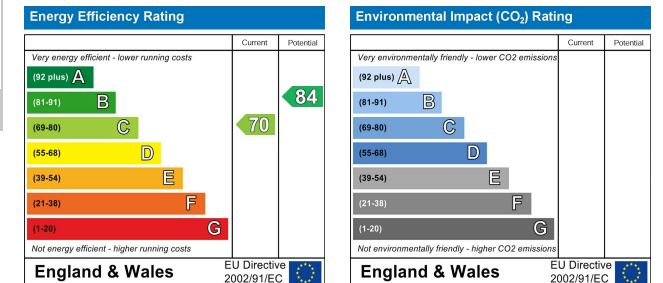 Energy Efficiency Rating
Current Potential
Very energy efficient - lower running costs
(92 plus) A
(81-91) B
84
(69-80) C
70
(55-68) D
(39-54) E
(21-38) F
(1-20) G
Not energy efficient - higher running costs
England & Wales
EU Directive
2002/91/EC
Environmental Impact (CO₂) Rating
Current Potential
Very environmentally friendly - lower CO2 emissions
(92 plus) A
(81-91) B
(69-80) C
(55-68) D
(39-54) E
(21-38) F
(1-20) G
Not environmentally friendly - higher CO2 emissions
England & Wales
EU Directive
2002/91/EC